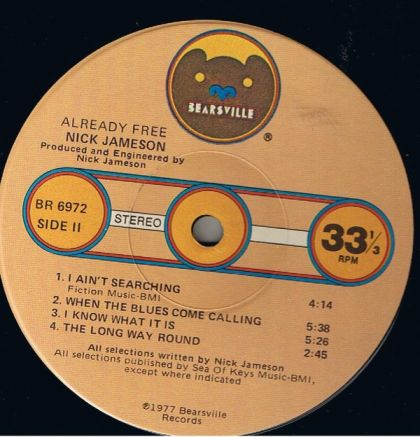 BEARSVILLE
®
ALREADY FREE
NICK JAMESON
Produced and Engineered by
Nick Jameson
BR 6972
SIDE II
STEREO
33 1/3
RPM
1. I AIN'T SEARCHING 4:14
Fiction Music-BMI
2. WHEN THE BLUES COME CALLING 5:38
3. I KNOW WHAT IT IS 5:26
4. THE LONG WAY ROUND 2:45
All selections written by Nick Jameson
All selections published by Sea Of Keys Music-BMI,
except where indicated
℗1977 Bearsville
Records